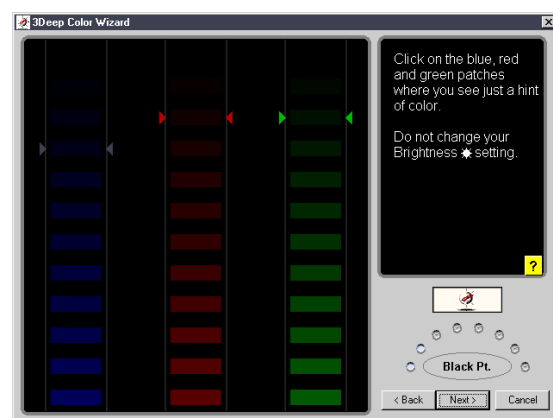 3Deep Color Wizard
Click on the blue, red
and green patches
where you see just a hint
of color.
Do not change your
Brightness setting.
?
Black Pt.
< Back
Next >
Cancel